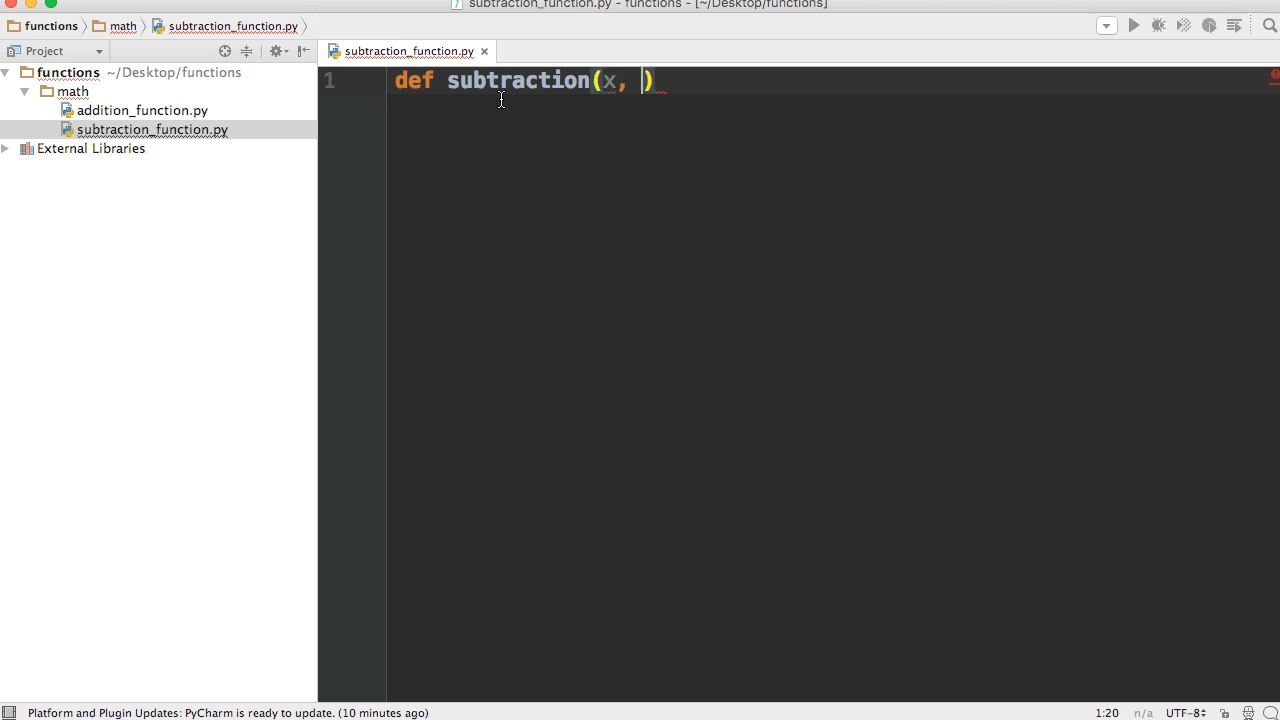 subtraction_function.py - functions - [~/Desktop/functions]
functions math subtraction_function.py
Project
subtraction_function.py
functions ~/Desktop/functions
math
addition_function.py
subtraction_function.py
External Libraries
1 def subtraction(x, )
Platform and Plugin Updates: PyCharm is ready to update. (10 minutes ago)
1:20 n/a UTF-8